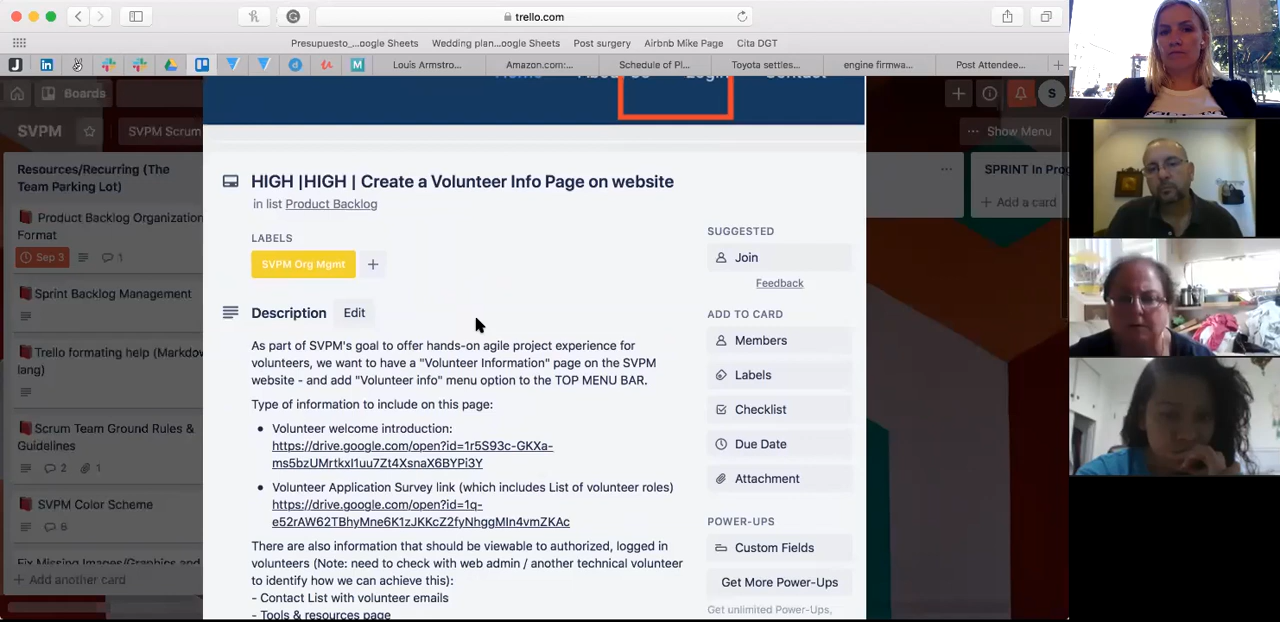 trello.com
Presupuesto_...oogle Sheets Wedding plan...oogle Sheets Post surgery Airbnb Mike Page Cita DGT
Louis Armstro... Amazon.com:... Schedule of Pl... Toyota settles... engine firmwa... Post Attendee...
Boards
S
SVPM
SVPM Scrum
Show Menu
Resources/Recurring (The
Team Parking Lot)
Product Backlog Organization
Format
Sep 3
1
Sprint Backlog Management
Trello formating help (Markdow
lang)
Scrum Team Ground Rules &
Guidelines
2 1
SVPM Color Scheme
6
Fix Missing Images/Graphics and
+ Add another card
HIGH |HIGH | Create a Volunteer Info Page on website
in list Product Backlog
LABELS
SVPM Org Mgmt
Description Edit
As part of SVPM's goal to offer hands-on agile project experience for
volunteers, we want to have a "Volunteer Information" page on the SVPM
website - and add "Volunteer info" menu option to the TOP MENU BAR.
Type of information to include on this page:
Volunteer welcome introduction:
https://drive.google.com/open?id=1r5S93c-GKXa-
ms5bzUMrtkxl1uu7Zt4XsnaX6BYPi3Y
Volunteer Application Survey link (which includes List of volunteer roles)
https://drive.google.com/open?id=1q-
e52rAW62TBhyMne6K1zJKKcZ2fyNhggMIn4vmZKAc
There are also information that should be viewable to authorized, logged in
volunteers (Note: need to check with web admin / another technical volunteer
to identify how we can achieve this):
- Contact List with volunteer emails
- Tools & resources page
SUGGESTED
Join
Feedback
ADD TO CARD
Members
Labels
Checklist
Due Date
Attachment
POWER-UPS
Custom Fields
Get More Power-Ups
Get unlimited Power-Ups,
SPRINT In Prog
+ Add a card